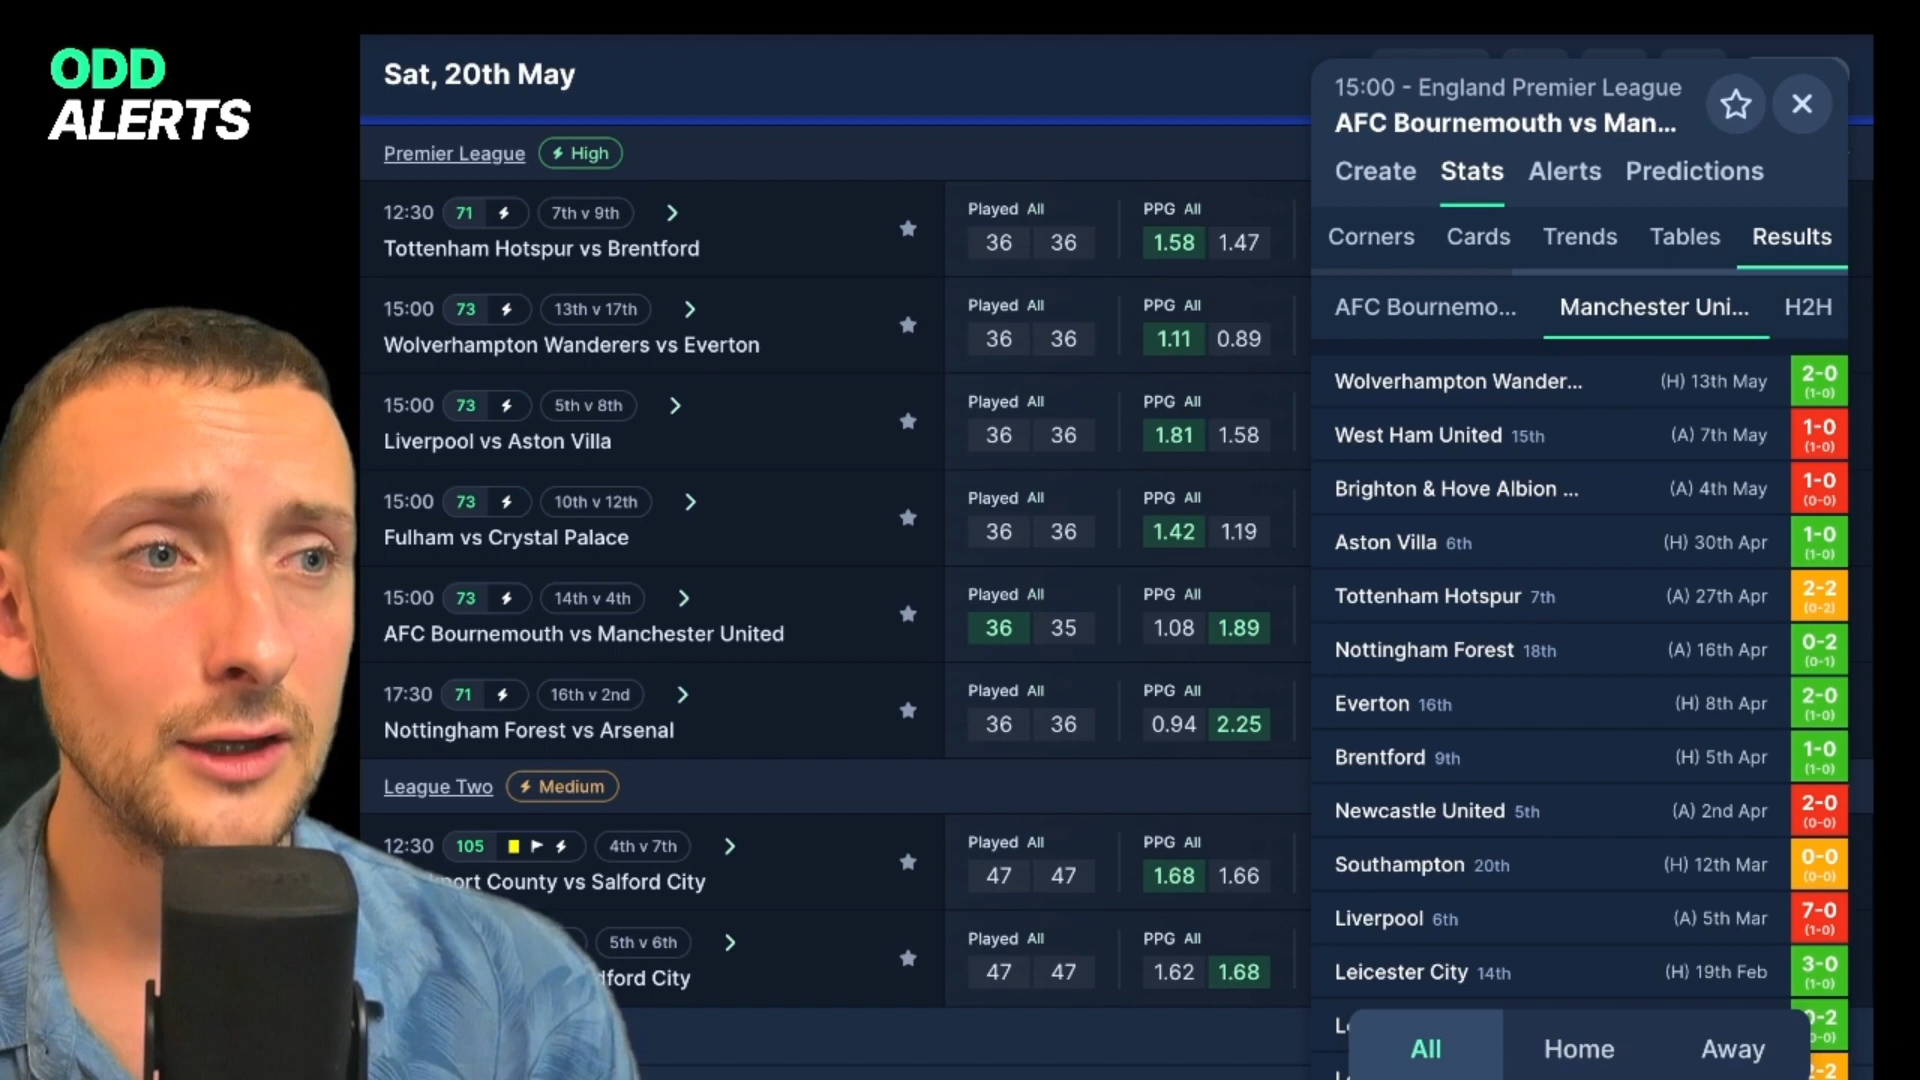 ODD
ALERTS
Sat, 20th May
Premier League High
12:30 71 7th v 9th
Tottenham Hotspur vs Brentford
Played All PPG All
36 36 1.58 1.47
15:00 73 13th v 17th
Wolverhampton Wanderers vs Everton
Played All PPG All
36 36 1.11 0.89
15:00 73 5th v 8th
Liverpool vs Aston Villa
Played All PPG All
36 36 1.81 1.58
15:00 73 10th v 12th
Fulham vs Crystal Palace
Played All PPG All
36 36 1.42 1.19
15:00 73 14th v 4th
AFC Bournemouth vs Manchester United
Played All PPG All
36 35 1.08 1.89
17:30 71 16th v 2nd
Nottingham Forest vs Arsenal
Played All PPG All
36 36 0.94 2.25
League Two Medium
12:30 105 4th v 7th
port County vs Salford City
Played All PPG All
47 47 1.68 1.66
5th v 6th
dford City
Played All PPG All
47 47 1.62 1.68
15:00 - England Premier League
AFC Bournemouth vs Man...
Create Stats Alerts Predictions
Corners Cards Trends Tables Results
AFC Bournemo... Manchester Uni... H2H
Wolverhampton Wander... (H) 13th May 2-0
(1-0)
West Ham United 15th (A) 7th May 1-0
(1-0)
Brighton & Hove Albion ... (A) 4th May 1-0
(0-0)
Aston Villa 6th (H) 30th Apr 1-0
(1-0)
Tottenham Hotspur 7th (A) 27th Apr 2-2
(0-2)
Nottingham Forest 18th (A) 16th Apr 0-2
(0-1)
Everton 16th (H) 8th Apr 2-0
(1-0)
Brentford 9th (H) 5th Apr 1-0
(1-0)
Newcastle United 5th (A) 2nd Apr 2-0
(0-0)
Southampton 20th (H) 12th Mar 0-0
(0-0)
Liverpool 6th (A) 5th Mar 7-0
(1-0)
Leicester City 14th (H) 19th Feb 3-0
(1-0)
All Home Away